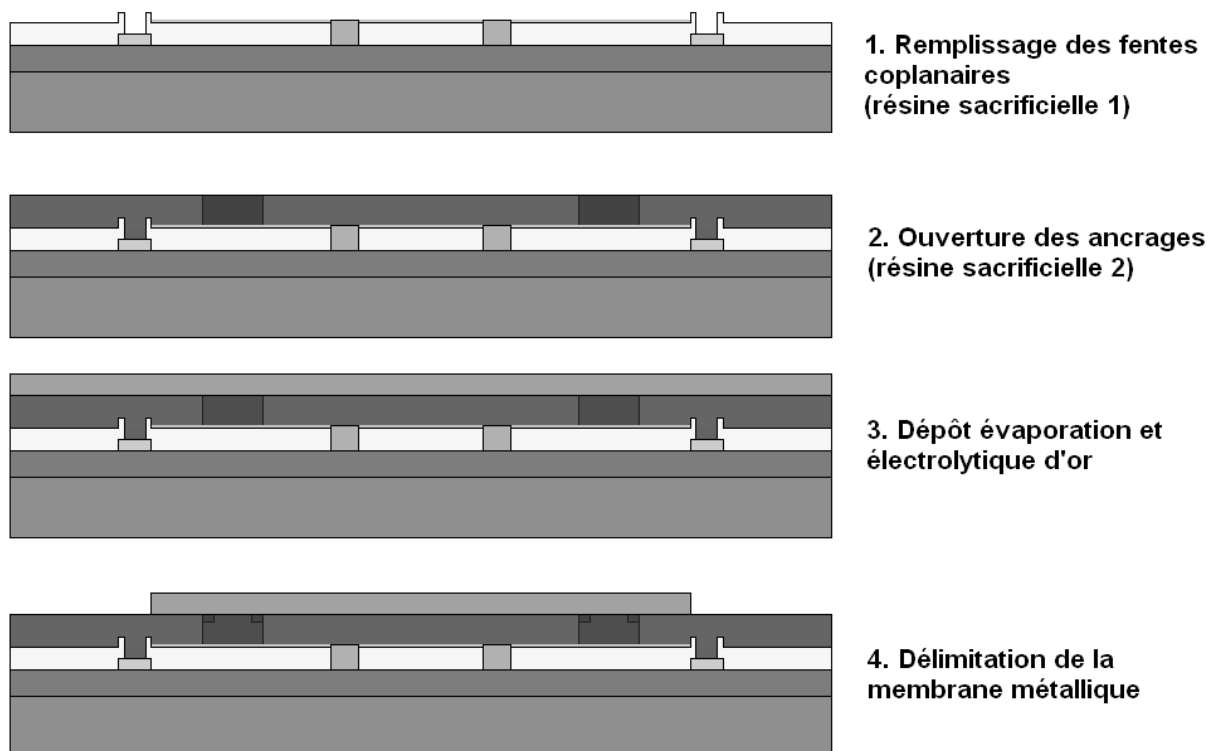 1. Remplissage des fentes
coplanaires
(résine sacrificielle 1)
2. Ouverture des ancrages
(résine sacrificielle 2)
3. Dépôt évaporation et
électrolytique d'or
4. Délimitation de la
membrane métallique